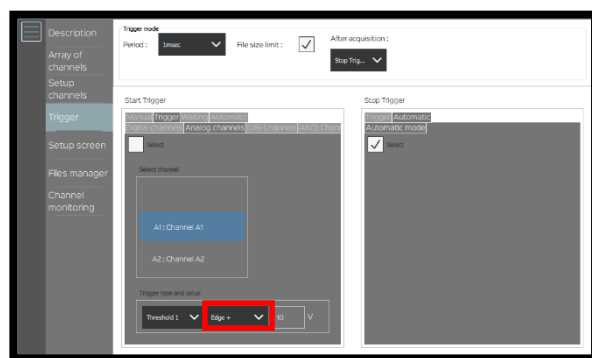 Description
Array of
channels
Setup
channels
Trigger
Setup screen
Files manager
Channel
monitoring
Trigger mode
Period :
1msec
File size limit :
After acquisition :
Stop Trig...
Start Trigger
Manual Trigger Waiting Automatic
Digital channels Analog channels (OR) Channels (AND) Chann
Select
Select channel
A1 : Channel A1
A2 : Channel A2
Trigger type and value
Threshold 1
Edge +
10
V
Stop Trigger
Trigger Automatic
Automatic mode
Select